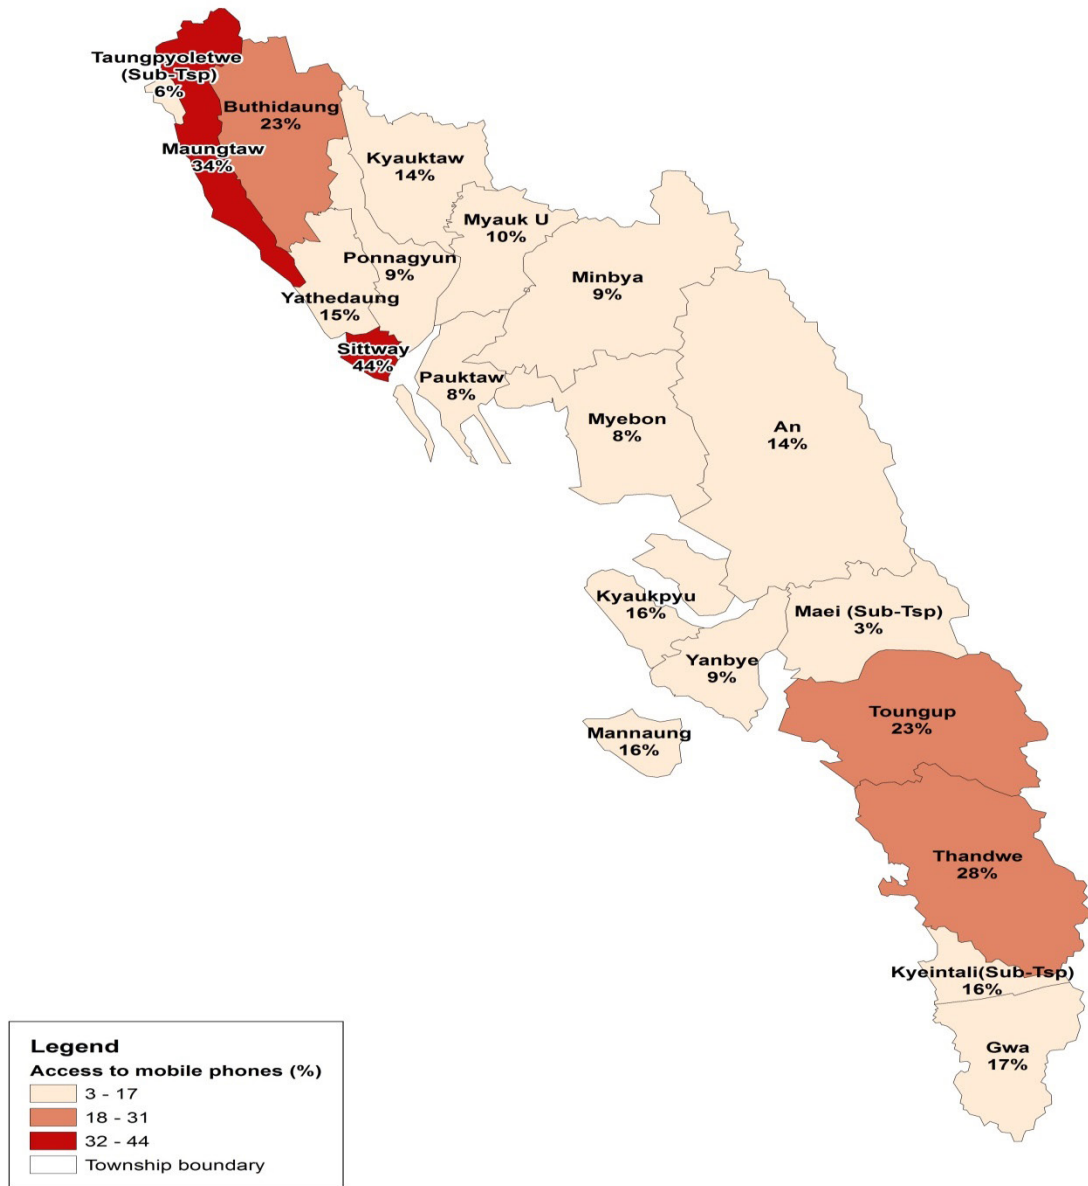 Taungpyoletwe
(Sub-Tsp)
6%
Buthidaung
23%
Maungtaw
34%
Kyauktaw
14%
Myauk U
10%
Ponnagyun
9%
Minbya
9%
Yathedaung
15%
Sittway
44%
Pauktaw
8%
Myebon
8%
An
14%
Kyaukpyu
16%
Maei (Sub-Tsp)
3%
Yanbye
9%
Toungup
23%
Mannaung
16%
Thandwe
28%
Kyeintali(Sub-Tsp)
16%
Gwa
17%
Legend
Access to mobile phones (%)
3 - 17
18 - 31
32 - 44
Township boundary